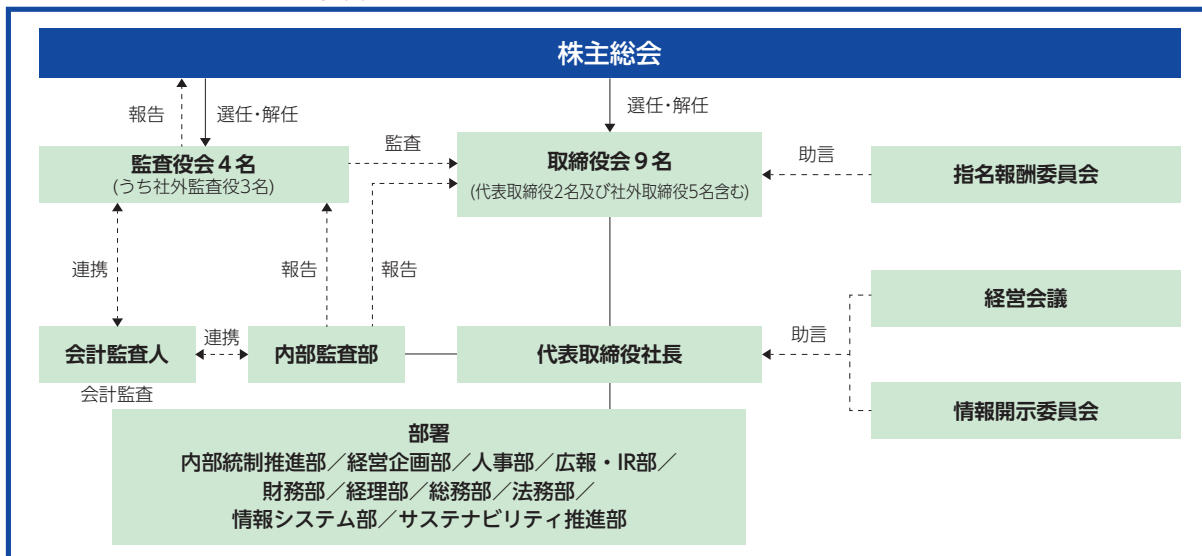 株主総会
報告
選任・解任
選任・解任
監査役会4名
(うち社外監査役3名)
監査
取締役会9名
(代表取締役2名及び社外取締役5名含む)
助言
指名報酬委員会
連携
報告
報告
経営会議
会計監査人
連携
内部監査部
代表取締役社長
助言
会計監査
情報開示委員会
部署
内部統制推進部／経営企画部／人事部／広報・IR部／
財務部／経理部／総務部／法務部／
情報システム部／サステナビリティ推進部